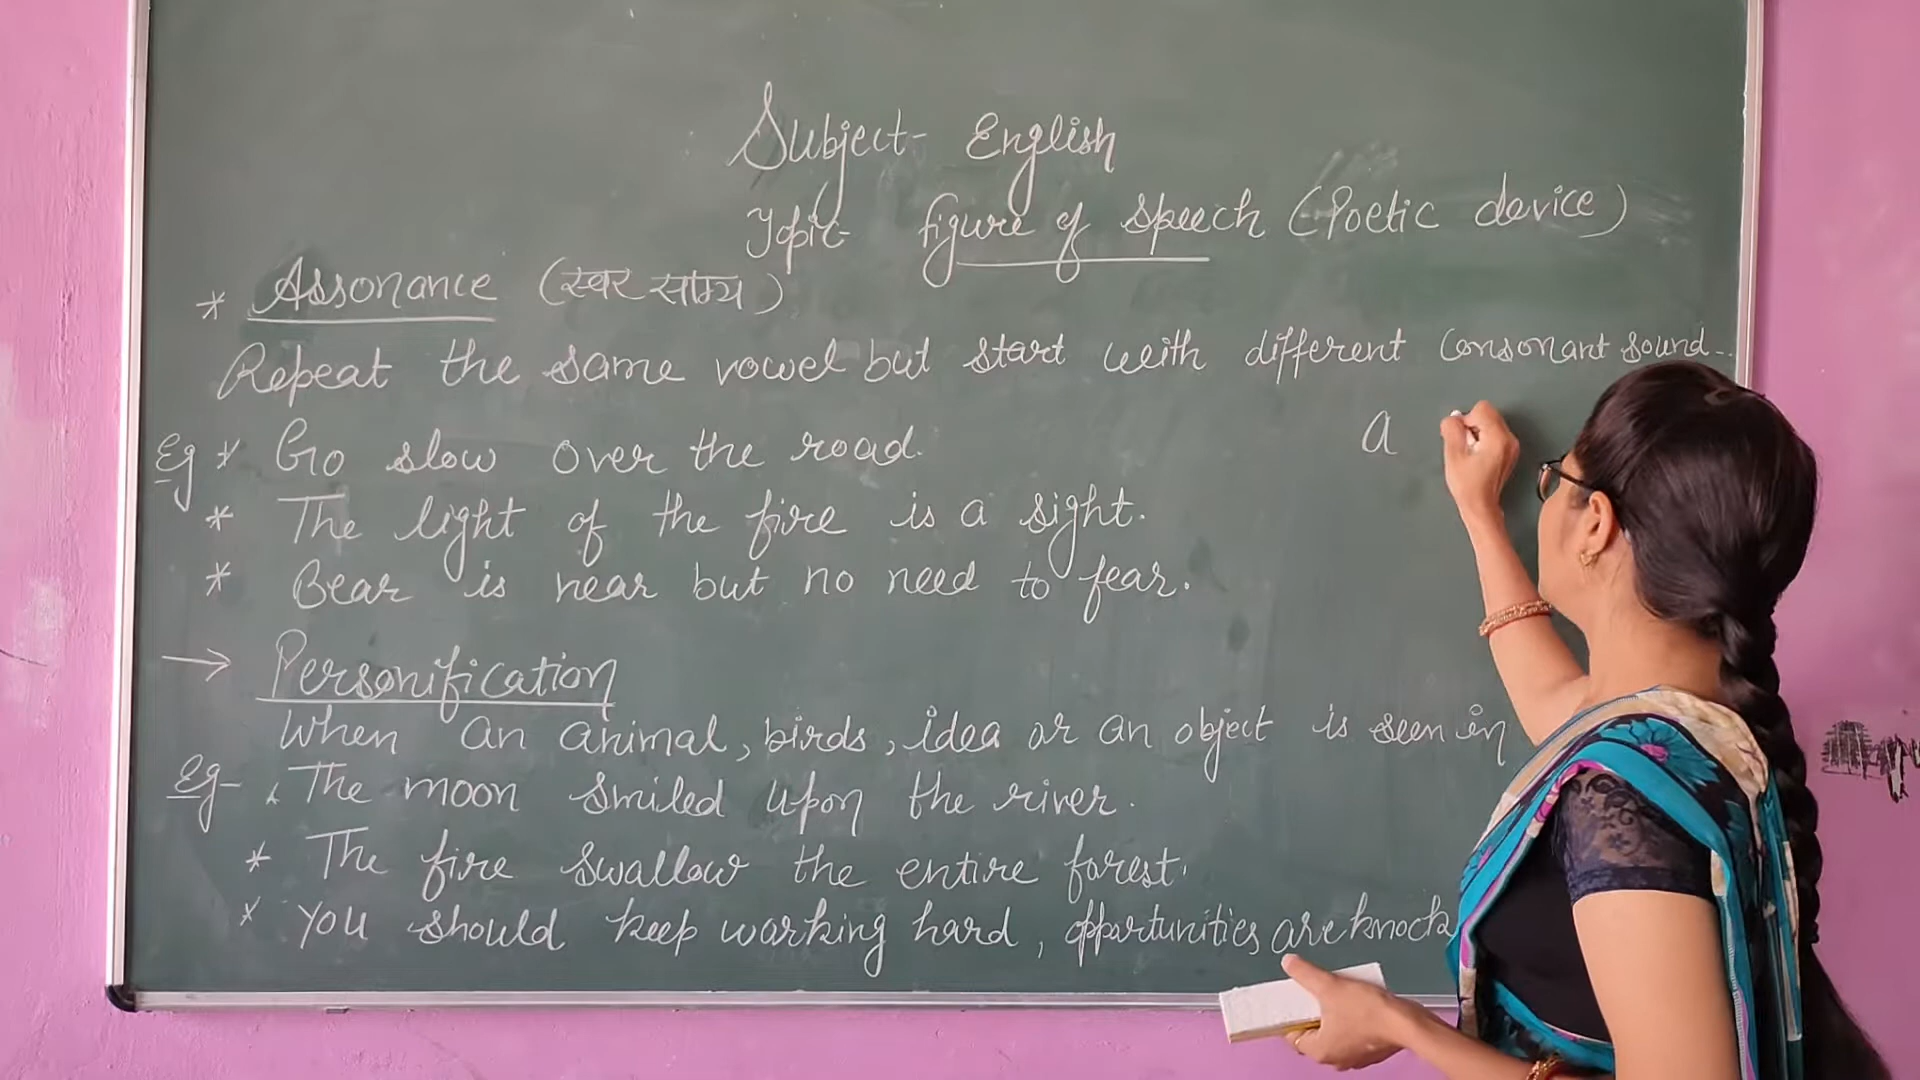 Subject- English
Topic- figure of speech (Poetic device)
* Assonance (स्वर साम्य)
Repeat the same vowel but start with different consonant sound..
Eg * Go slow over the road.
a
* The light of the fire is a sight.
* Bear is near but no need to fear.
→ Personification
When an animal, birds, idea or an object is seen in
Eg- * The moon smiled upon the river.
* The fire swallow the entire forest.
* You should keep working hard, opportunities are knock